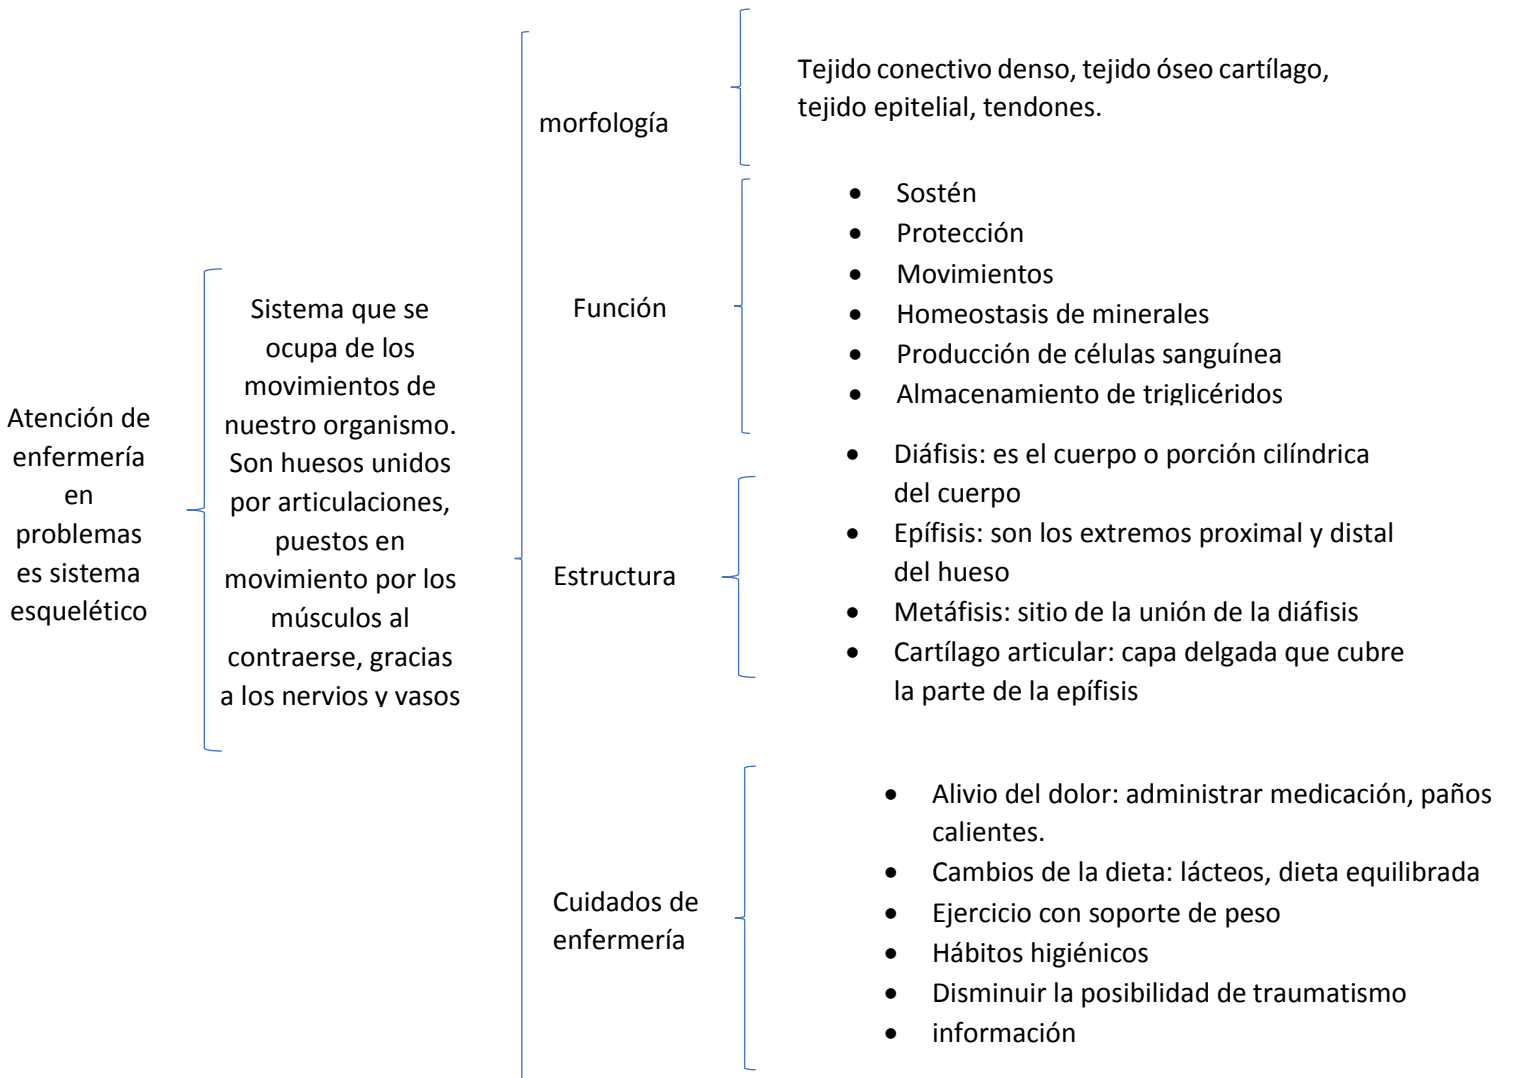 Atención de
enfermería
en
problemas
es sistema
esquelético
Sistema que se
ocupa de los
movimientos de
nuestro organismo.
Son huesos unidos
por articulaciones,
puestos en
movimiento por los
músculos al
contraerse, gracias
a los nervios y vasos
morfología
Tejido conectivo denso, tejido óseo cartílago,
tejido epitelial, tendones.
Función
• Sostén
• Protección
• Movimientos
• Homeostasis de minerales
• Producción de células sanguínea
• Almacenamiento de triglicéridos
Estructura
• Diáfisis: es el cuerpo o porción cilíndrica
del cuerpo
• Epífisis: son los extremos proximal y distal
del hueso
• Metáfisis: sitio de la unión de la diáfisis
• Cartílago articular: capa delgada que cubre
la parte de la epífisis
Cuidados de
enfermería
• Alivio del dolor: administrar medicación, paños
calientes.
• Cambios de la dieta: lácteos, dieta equilibrada
• Ejercicio con soporte de peso
• Hábitos higiénicos
• Disminuir la posibilidad de traumatismo
• información